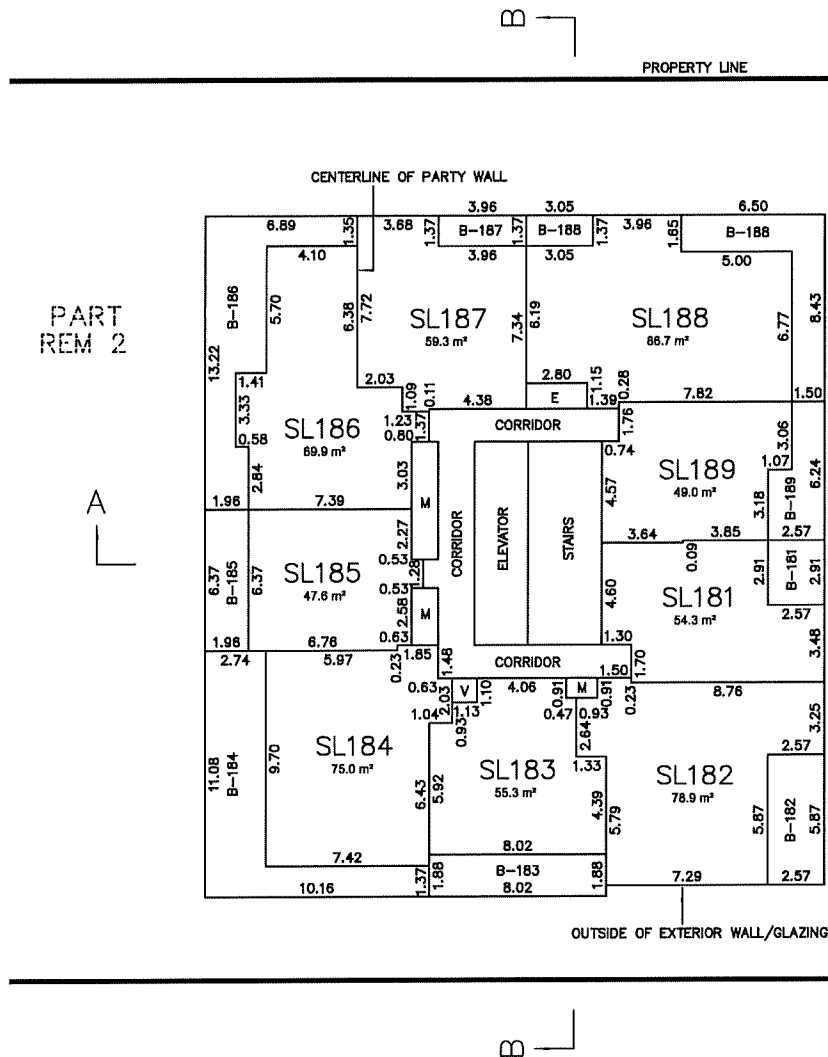 B
PROPERTY LINE
CENTERLINE OF PARTY WALL
3.96 3.05 6.50
6.89 1.35 3.68 1.37 B-187 1.37 B-188 1.37 3.96 1.65 B-188
4.10 3.96 3.05 5.00
PART
REM 2
B-186 5.70 6.38 7.72 7.34 6.19 6.77 8.43
SL187
59.3 m²
SL188
86.7 m²
13.22
1.41 2.03 2.80 1.15 0.28
3.33 1.09 0.11 4.38 E 1.39 7.82 1.50
1.23 1.37 CORRIDOR 1.76
0.58 0.80 0.74 3.06
SL186
69.9 m²
SL189
49.0 m²
1.07
2.84 3.03 4.57 3.18 B-189 6.24
A
1.96 7.39 M CORRIDOR ELEVATOR STAIRS
2.27 3.64 3.85 2.57
0.53 0.09
6.37 B-185 6.37
SL185
47.6 m²
1.28
0.53
2.58 M
4.60
SL181
54.3 m²
2.91 B-181 2.91
2.57
0.63 1.30 3.48
1.96 6.76 1.85
2.74 5.97 0.23 1.48 CORRIDOR 1.70
1.50
0.63 V 1.10 4.06 0.91 M 0.91 0.23 8.76
2.03 1.13 0.47 0.93
1.04 0.93 2.64 3.25
11.08 B-184 9.70
SL184
75.0 m²
SL183
55.3 m²
1.33
SL182
78.9 m²
2.57
6.43 5.92 4.39 5.79 5.87 B-182 5.87
7.42 8.02
1.37 1.88 B-183 1.88
10.16 8.02 7.29 2.57
OUTSIDE OF EXTERIOR WALL/GLAZING
B